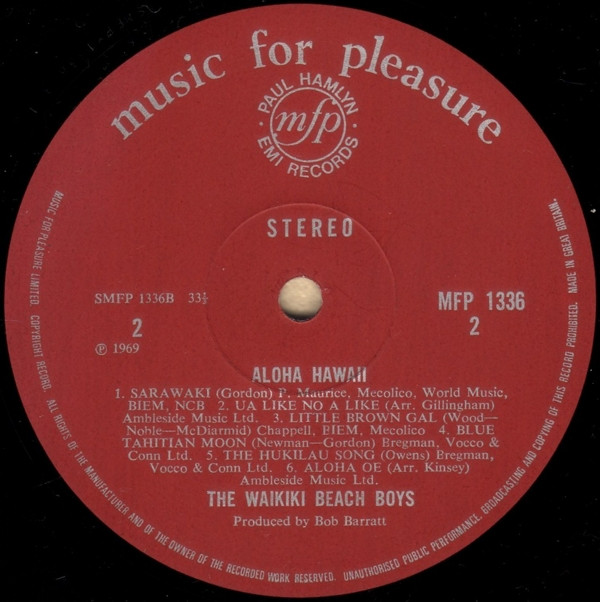 music for pleasure
· PAUL HAMLYN ·
mfp
EMI RECORDS
STEREO
SMFP 1336B 33⅓
MFP 1336
2
2
℗ 1969
ALOHA HAWAII
1. SARAWAKI (Gordon) P. Maurice, Mecolico, World Music,
BIEM, NCB 2. UA LIKE NO A LIKE (Arr. Gillingham)
Ambleside Music Ltd. 3. LITTLE BROWN GAL (Wood—
Noble—McDiarmid) Chappell, BIEM, Mecolico 4. BLUE
TAHITIAN MOON (Newman—Gordon) Bregman, Vocco &
Conn Ltd. 5. THE HUKILAU SONG (Owens) Bregman,
Vocco & Conn Ltd. 6. ALOHA OE (Arr. Kinsey)
Ambleside Music Ltd.
THE WAIKIKI BEACH BOYS
Produced by Bob Barratt
MUSIC FOR PLEASURE LIMITED. COPYRIGHT RECORD. ALL RIGHTS OF THE MANUFACTURER AND OF THE OWNER OF THE RECORDED WORK RESERVED. UNAUTHORISED PUBLIC PERFORMANCE, BROADCASTING AND COPYING OF THIS RECORD PROHIBITED. MADE IN GREAT BRITAIN.